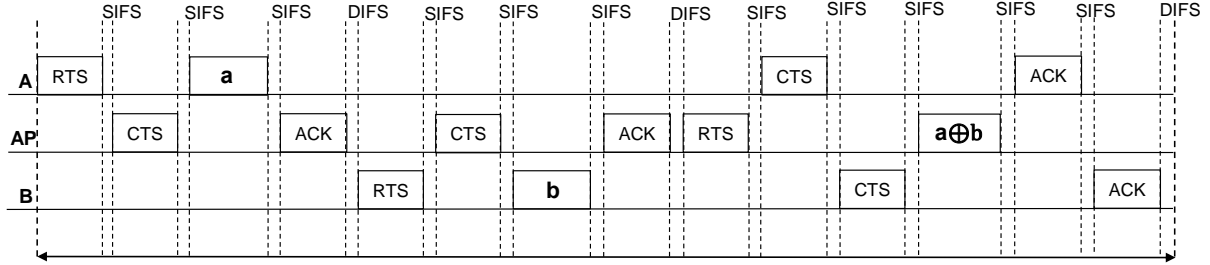 SIFS SIFS SIFS DIFS SIFS SIFS SIFS DIFS SIFS SIFS SIFS SIFS SIFS DIFS
A RTS a CTS ACK
AP CTS ACK CTS ACK RTS a⊕b
B RTS b CTS ACK